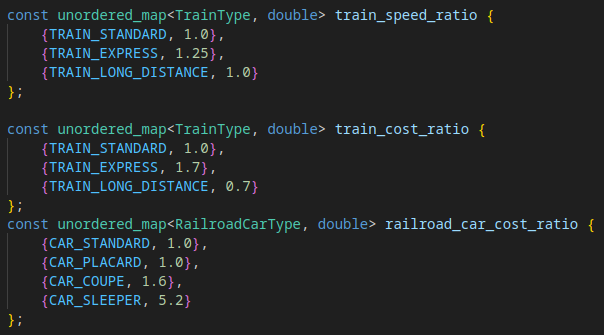 const unordered_map<TrainType, double> train_speed_ratio {
    {TRAIN_STANDARD, 1.0},
    {TRAIN_EXPRESS, 1.25},
    {TRAIN_LONG_DISTANCE, 1.0}
};

const unordered_map<TrainType, double> train_cost_ratio {
    {TRAIN_STANDARD, 1.0},
    {TRAIN_EXPRESS, 1.7},
    {TRAIN_LONG_DISTANCE, 0.7}
};
const unordered_map<RailroadCarType, double> railroad_car_cost_ratio {
    {CAR_STANDARD, 1.0},
    {CAR_PLACARD, 1.0},
    {CAR_COUPE, 1.6},
    {CAR_SLEEPER, 5.2}
};